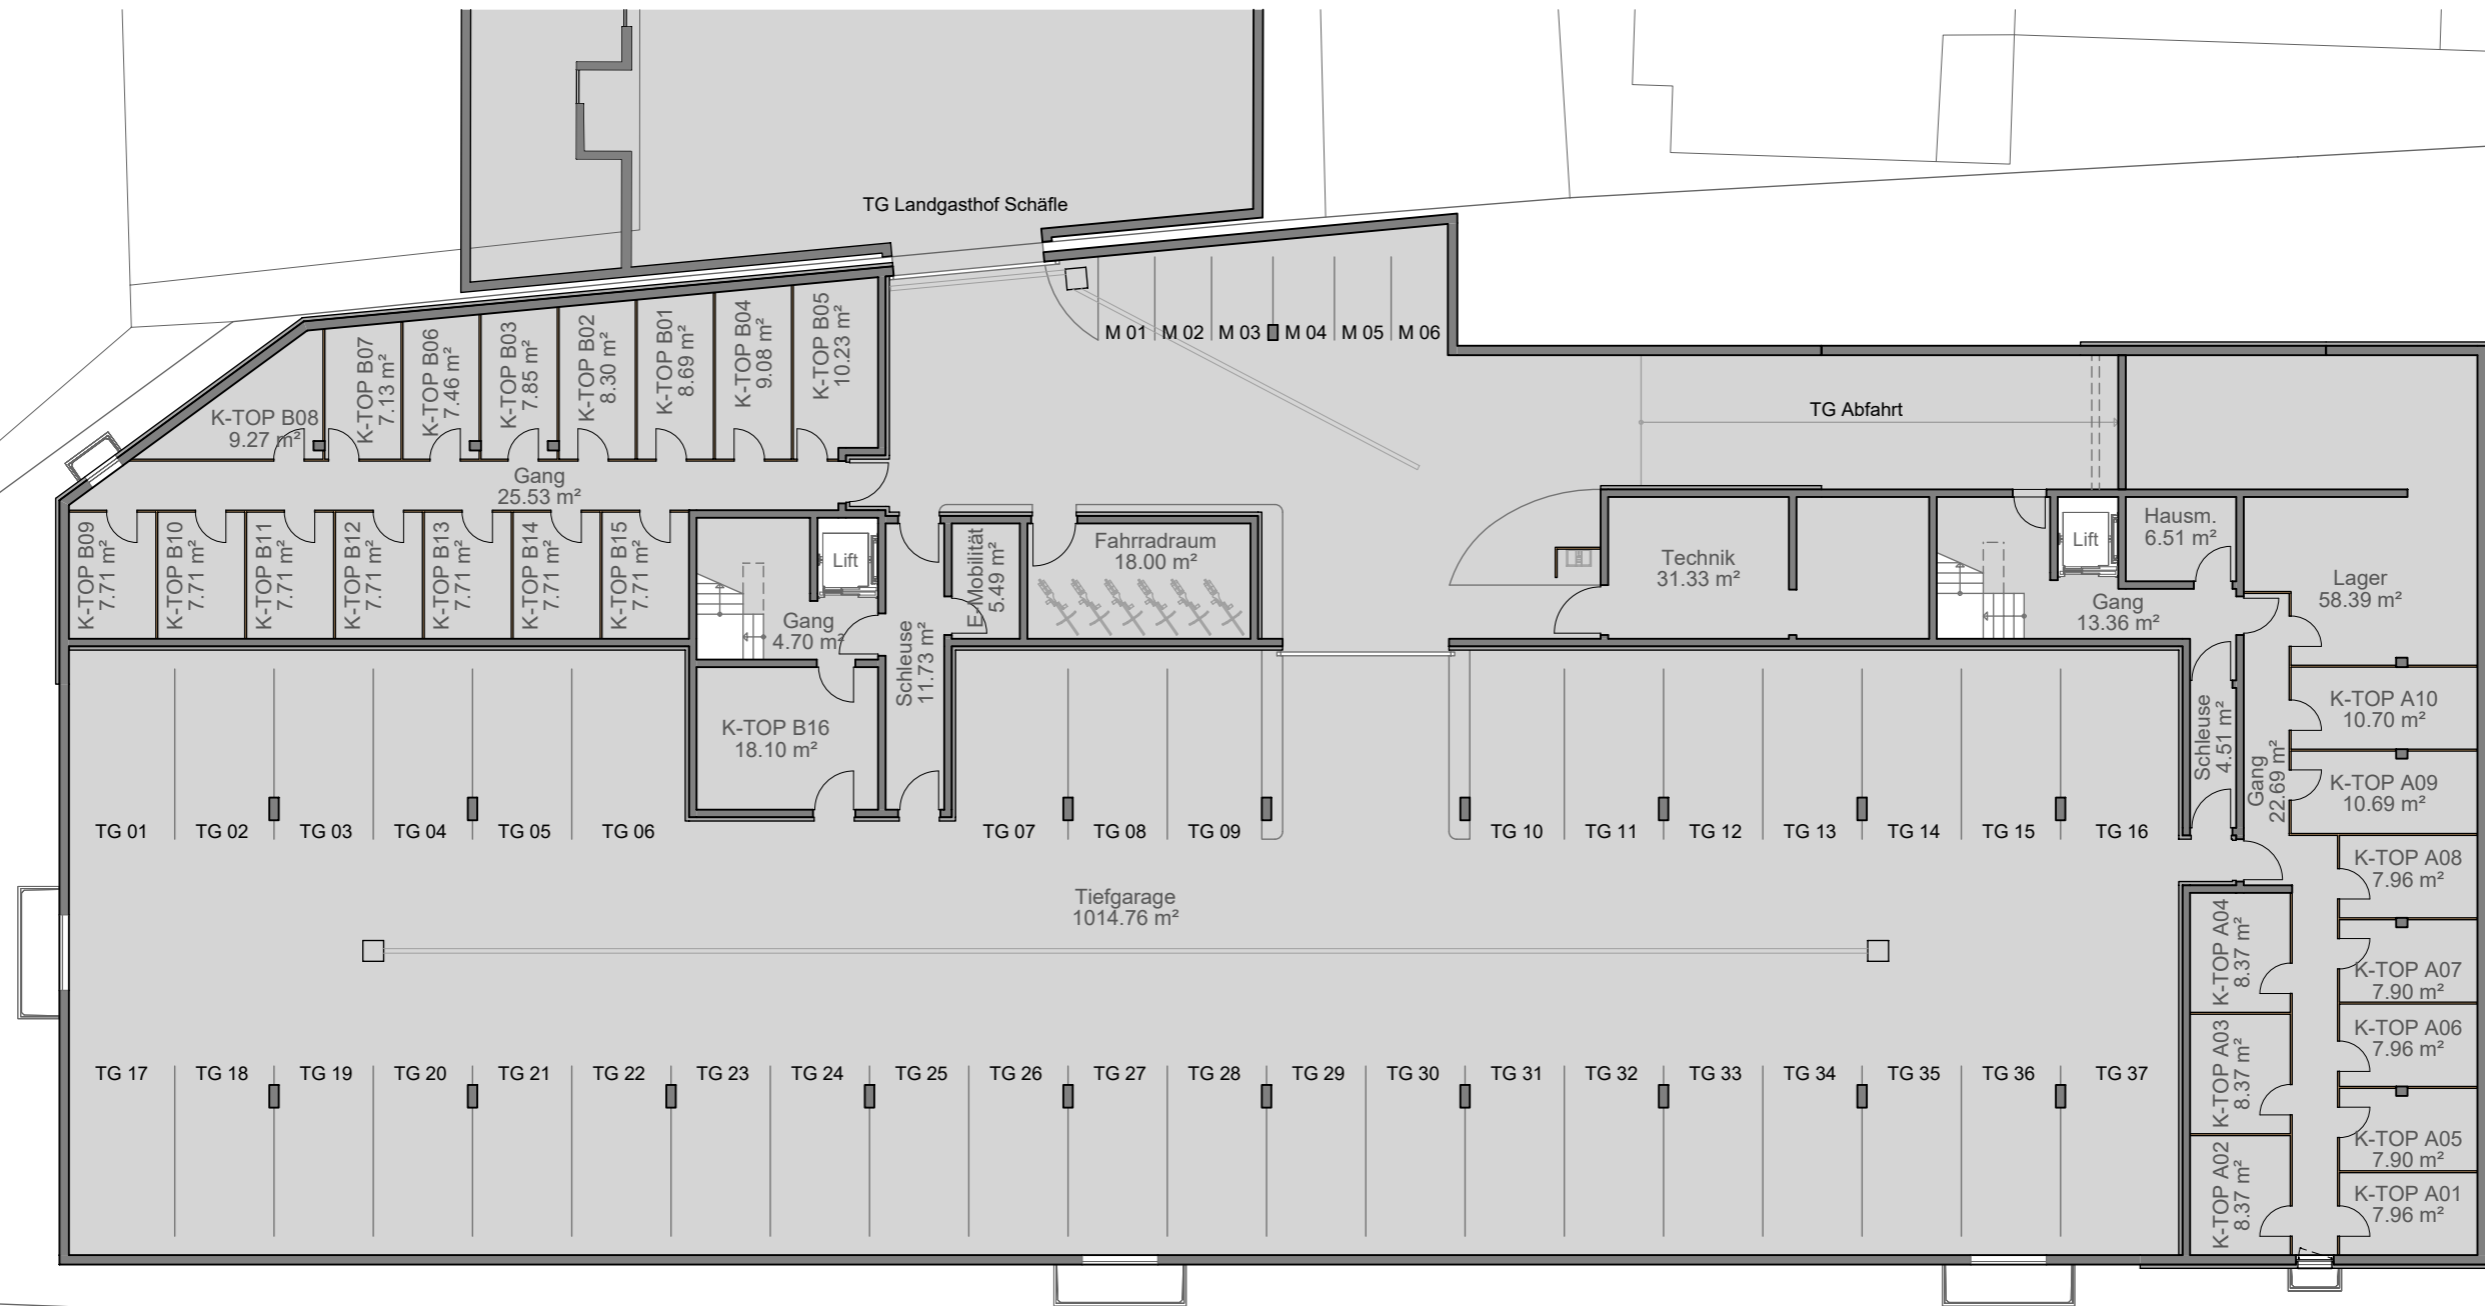 TG Landgasthof Schäfle
M 01
M 02
M 03
M 04
M 05
M 06
K-TOP B08
9.27 m²
K-TOP B07
7.13 m²
K-TOP B06
7.46 m²
K-TOP B03
7.85 m²
K-TOP B02
8.30 m²
K-TOP B01
8.69 m²
K-TOP B04
9.08 m²
K-TOP B05
10.23 m²
TG Abfahrt
Gang
25.53 m²
K-TOP B09
7.71 m²
K-TOP B10
7.71 m²
K-TOP B11
7.71 m²
K-TOP B12
7.71 m²
K-TOP B13
7.71 m²
K-TOP B14
7.71 m²
K-TOP B15
7.71 m²
Lift
Gang
4.70 m²
Schleuse
11.73 m²
E-Mobilität
5.49 m²
Fahrradraum
18.00 m²
Technik
31.33 m²
Lift
Hausm.
6.51 m²
Gang
13.36 m²
Lager
58.39 m²
K-TOP B16
18.10 m²
Schleuse
4.51 m²
Gang
22.69 m²
K-TOP A10
10.70 m²
K-TOP A09
10.69 m²
TG 01
TG 02
TG 03
TG 04
TG 05
TG 06
TG 07
TG 08
TG 09
TG 10
TG 11
TG 12
TG 13
TG 14
TG 15
TG 16
K-TOP A08
7.96 m²
Tiefgarage
1014.76 m²
K-TOP A04
8.37 m²
K-TOP A07
7.90 m²
K-TOP A03
8.37 m²
K-TOP A06
7.96 m²
TG 17
TG 18
TG 19
TG 20
TG 21
TG 22
TG 23
TG 24
TG 25
TG 26
TG 27
TG 28
TG 29
TG 30
TG 31
TG 32
TG 33
TG 34
TG 35
TG 36
TG 37
K-TOP A05
7.90 m²
K-TOP A02
8.37 m²
K-TOP A01
7.96 m²